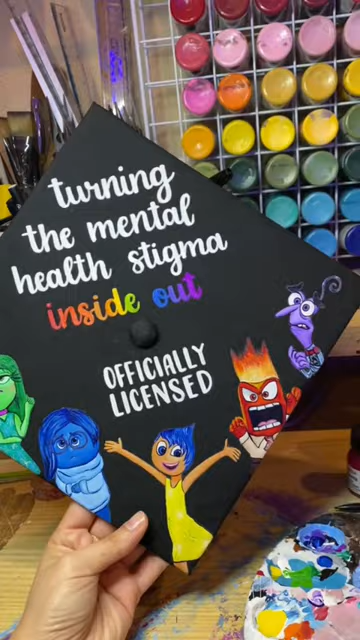 turning
the mental
health stigma
inside out
OFFICIALLY
LICENSED